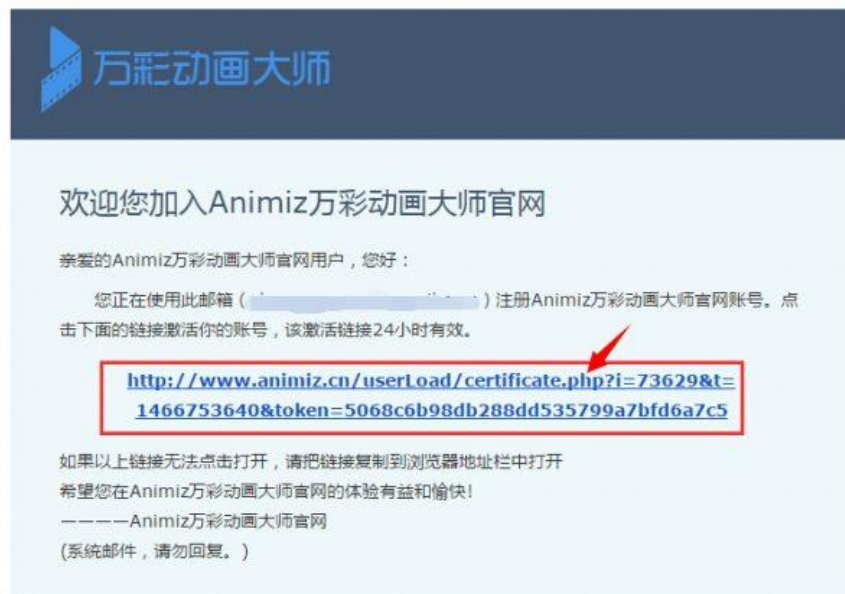 万彩动画大师
欢迎您加入Animiz万彩动画大师官网
亲爱的Animiz万彩动画大师官网用户，您好：
您正在使用此邮箱（ ）注册Animiz万彩动画大师官网账号。点
击下面的链接激活你的账号，该激活链接24小时有效。
http://www.animiz.cn/userLoad/certificate.php?i=73629&t=
1466753640&token=5068c6b98db288dd535799a7bfd6a7c5
如果以上链接无法点击打开，请把链接复制到浏览器地址栏中打开
希望您在Animiz万彩动画大师官网的体验有益和愉快!
————Animiz万彩动画大师官网
(系统邮件，请勿回复。)